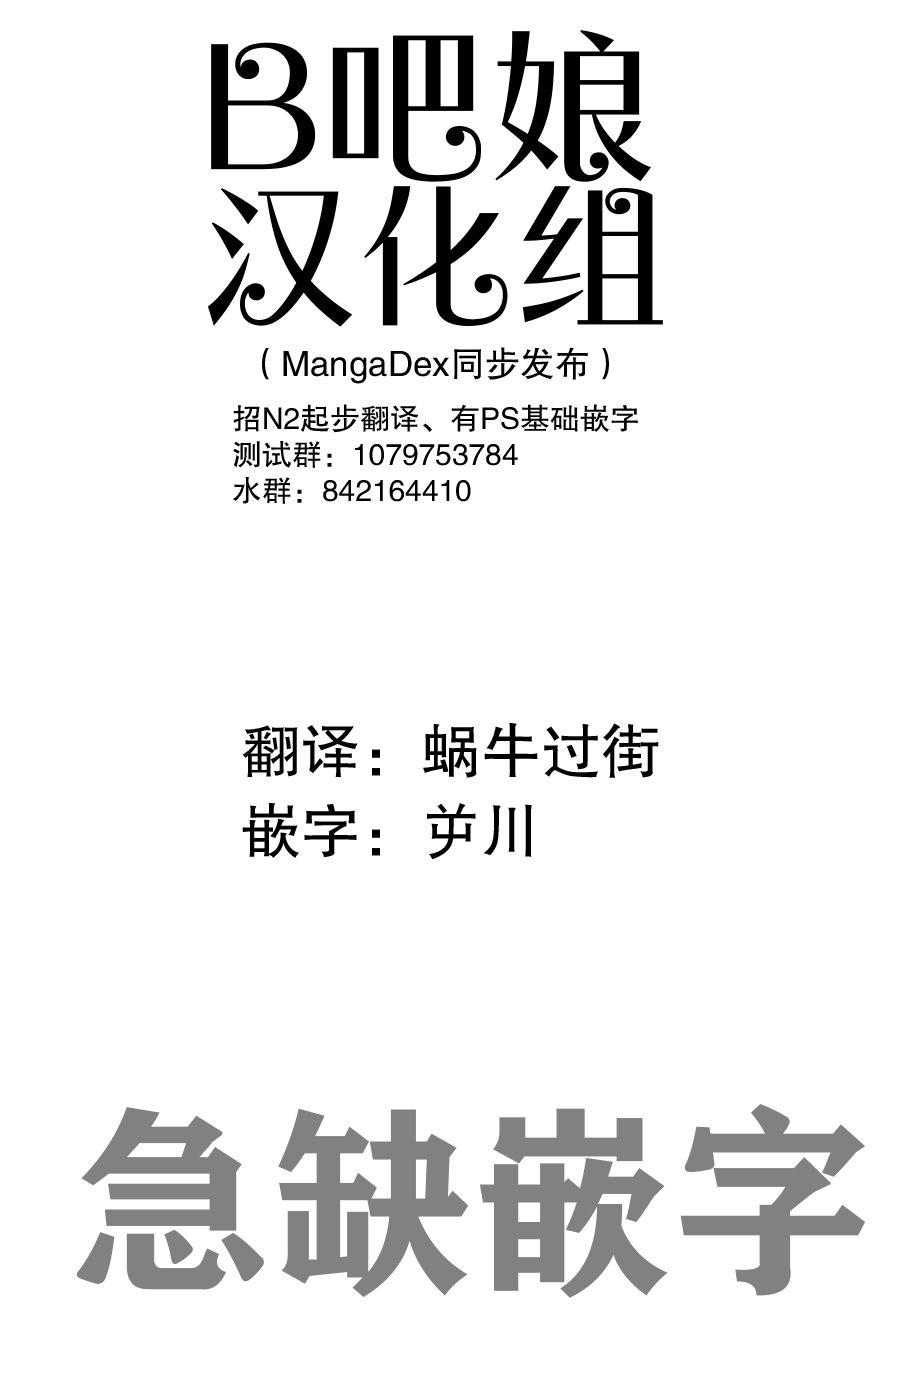 B吧娘
汉化组
（MangaDex同步发布）
招N2起步翻译、有PS基础嵌字
测试群：1079753784
水群：842164410
翻译：蜗牛过街
嵌字：屰川
急缺嵌字